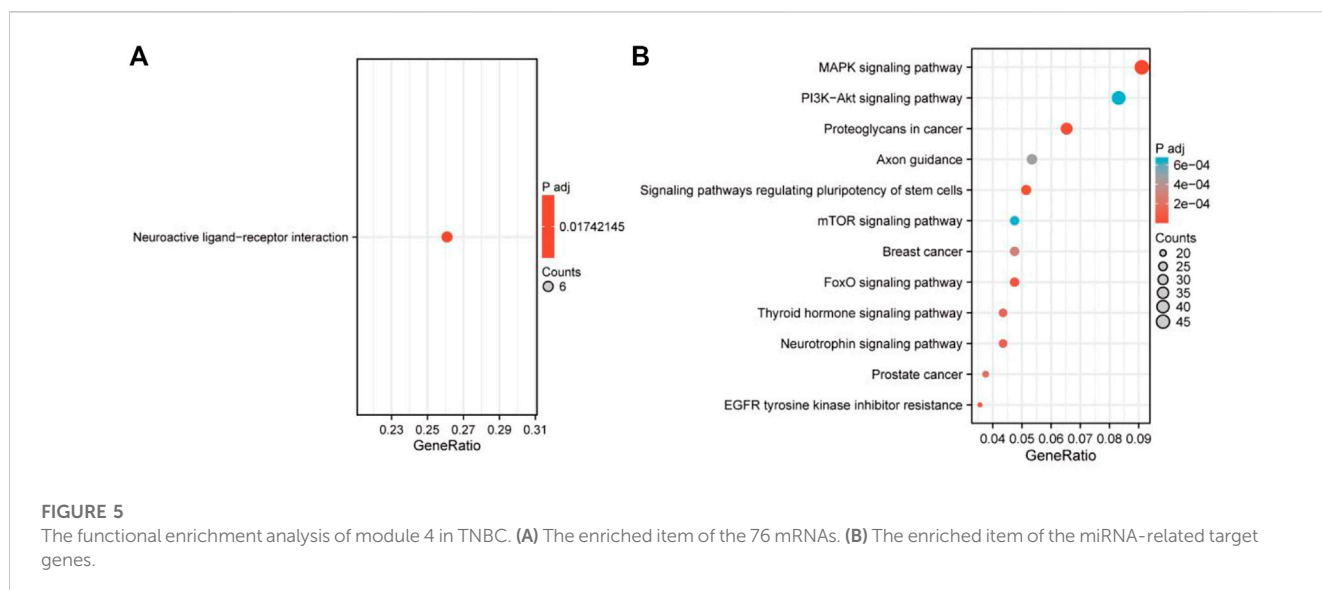 A
Neuroactive ligand−receptor interaction
0.23 0.25 0.27 0.29 0.31
GeneRatio
P adj
0.01742145
Counts
6
B
MAPK signaling pathway
PI3K−Akt signaling pathway
Proteoglycans in cancer
Axon guidance
Signaling pathways regulating pluripotency of stem cells
mTOR signaling pathway
Breast cancer
FoxO signaling pathway
Thyroid hormone signaling pathway
Neurotrophin signaling pathway
Prostate cancer
EGFR tyrosine kinase inhibitor resistance
0.04 0.05 0.06 0.07 0.08 0.09
GeneRatio
P adj
6e−04
4e−04
2e−04
Counts
20
25
30
35
40
45
FIGURE 5
The functional enrichment analysis of module 4 in TNBC. (A) The enriched item of the 76 mRNAs. (B) The enriched item of the miRNA-related target
genes.